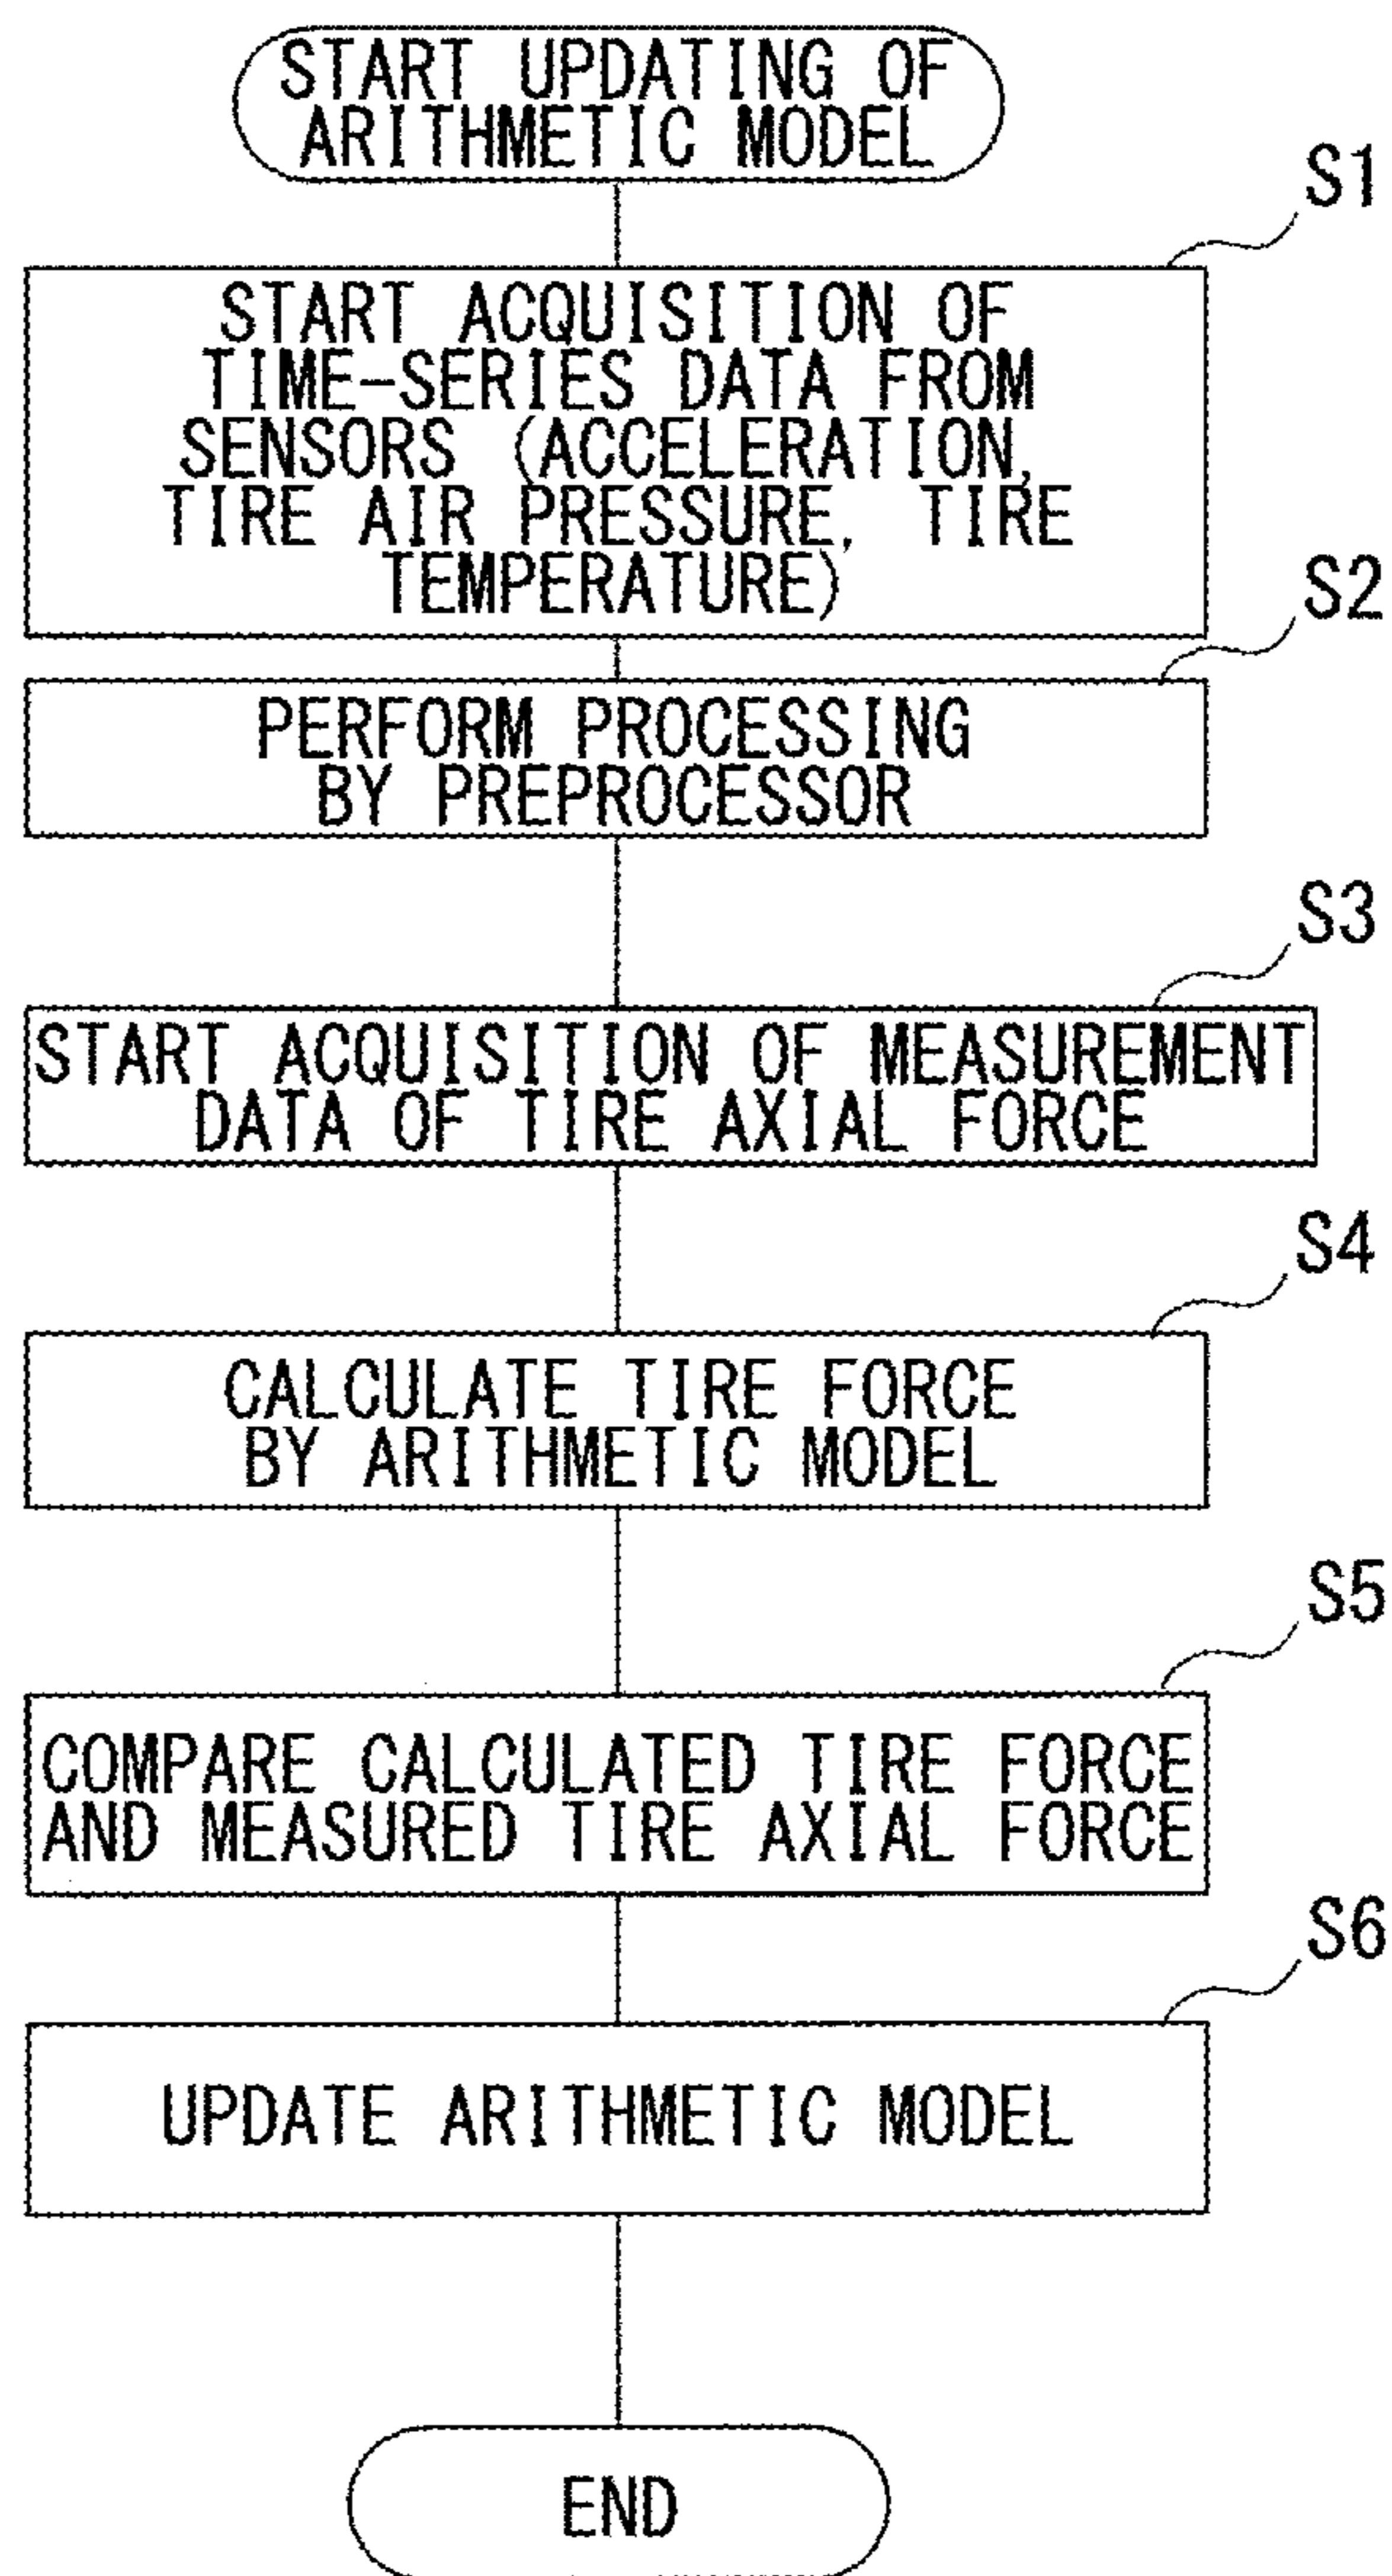 START UPDATING OF
ARITHMETIC MODEL
S1
START ACQUISITION OF
TIME-SERIES DATA FROM
SENSORS (ACCELERATION,
TIRE AIR PRESSURE, TIRE
TEMPERATURE)
S2
PERFORM PROCESSING
BY PREPROCESSOR
S3
START ACQUISITION OF MEASUREMENT
DATA OF TIRE AXIAL FORCE
S4
CALCULATE TIRE FORCE
BY ARITHMETIC MODEL
S5
COMPARE CALCULATED TIRE FORCE
AND MEASURED TIRE AXIAL FORCE
S6
UPDATE ARITHMETIC MODEL
END